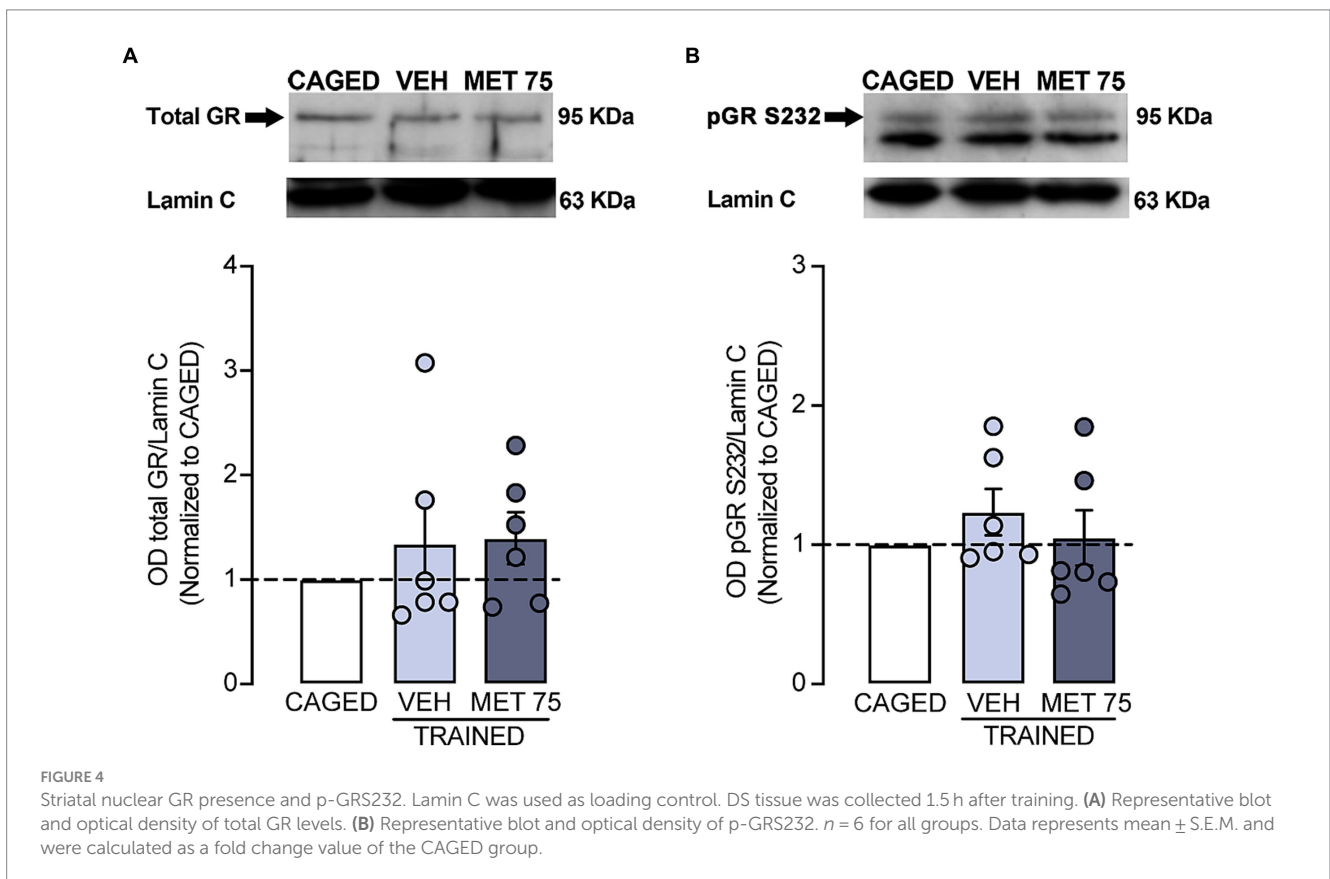 A
CAGED VEH MET 75
Total GR 95 KDa
Lamin C 63 KDa
OD total GR/Lamin C
(Normalized to CAGED)
4
3
2
1
0
CAGED VEH MET 75
TRAINED
B
CAGED VEH MET 75
pGR S232 95 KDa
Lamin C 63 KDa
OD pGR S232/Lamin C
(Normalized to CAGED)
3
2
1
0
CAGED VEH MET 75
TRAINED
FIGURE 4
Striatal nuclear GR presence and p-GRS232. Lamin C was used as loading control. DS tissue was collected 1.5 h after training. (A) Representative blot
and optical density of total GR levels. (B) Representative blot and optical density of p-GRS232. n = 6 for all groups. Data represents mean ± S.E.M. and
were calculated as a fold change value of the CAGED group.